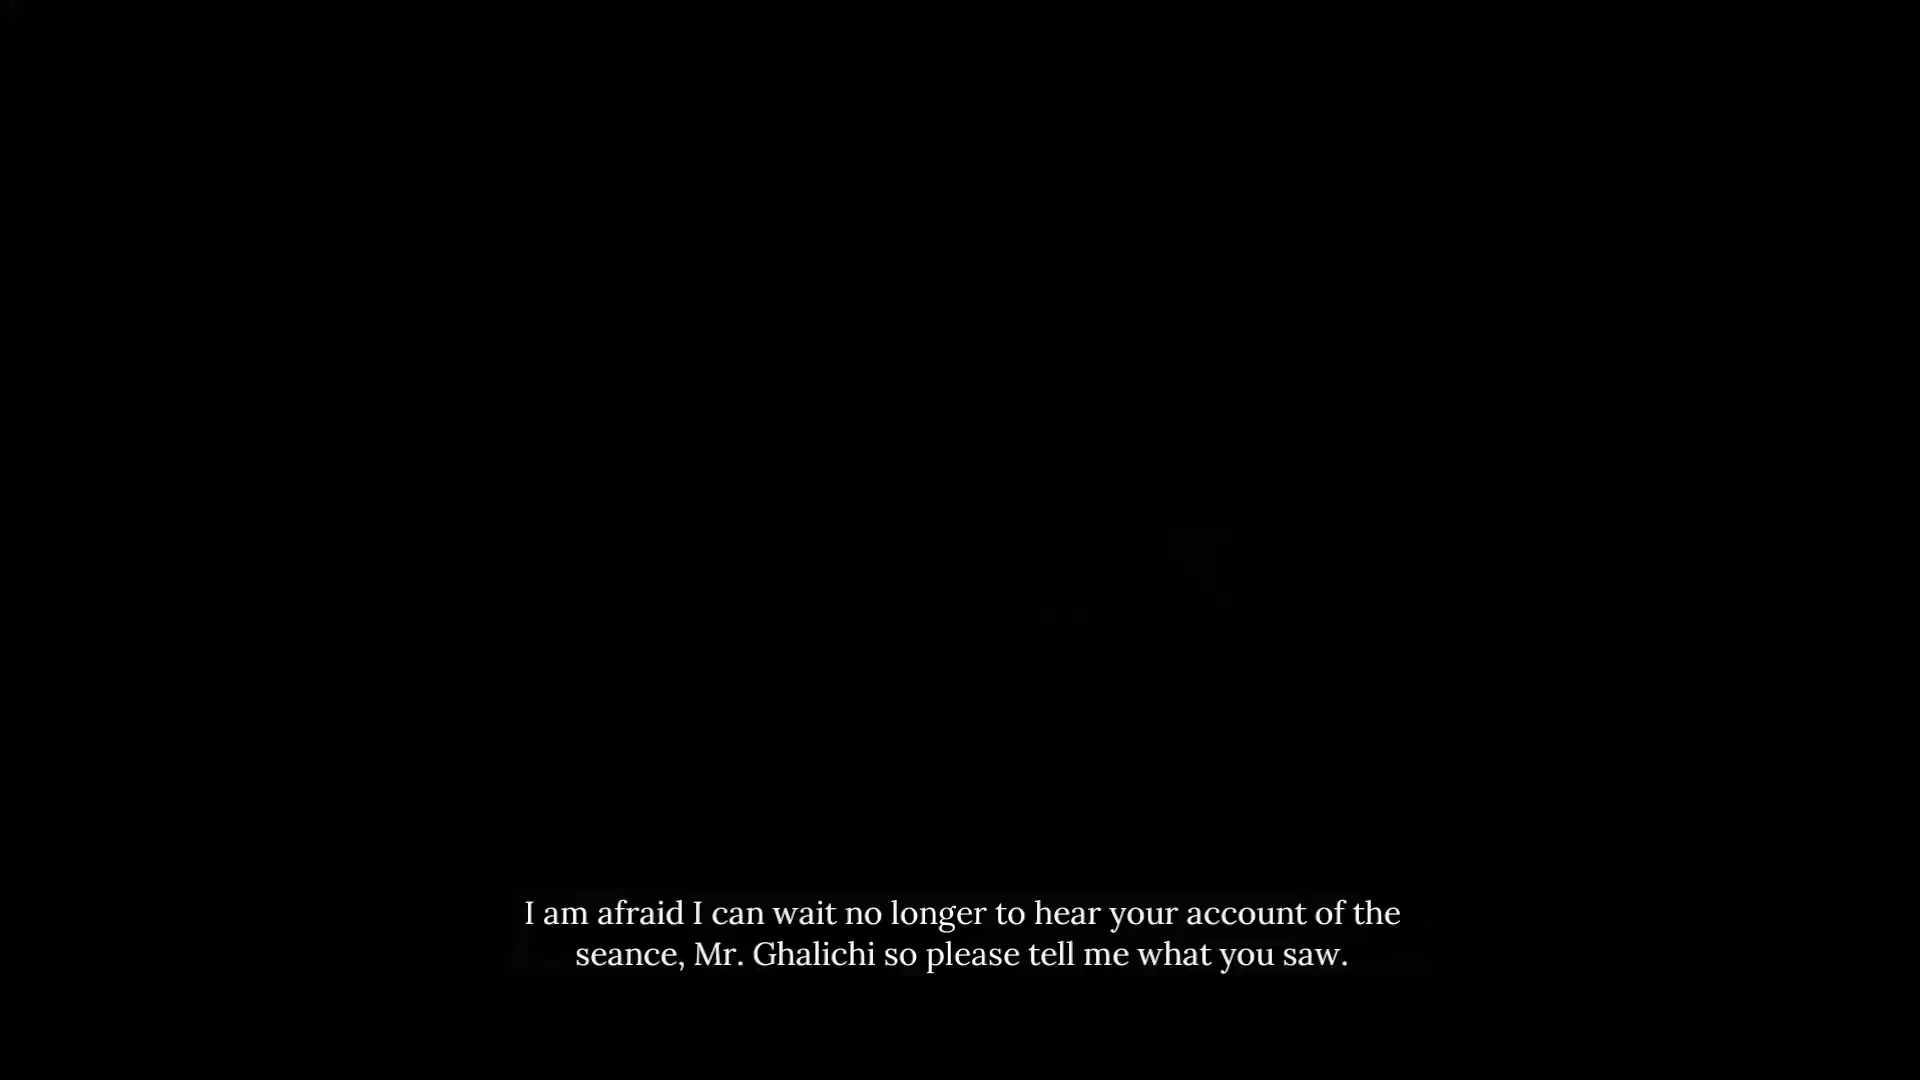 I am afraid I can wait no longer to hear your account of the
seance, Mr. Ghalichi so please tell me what you saw.